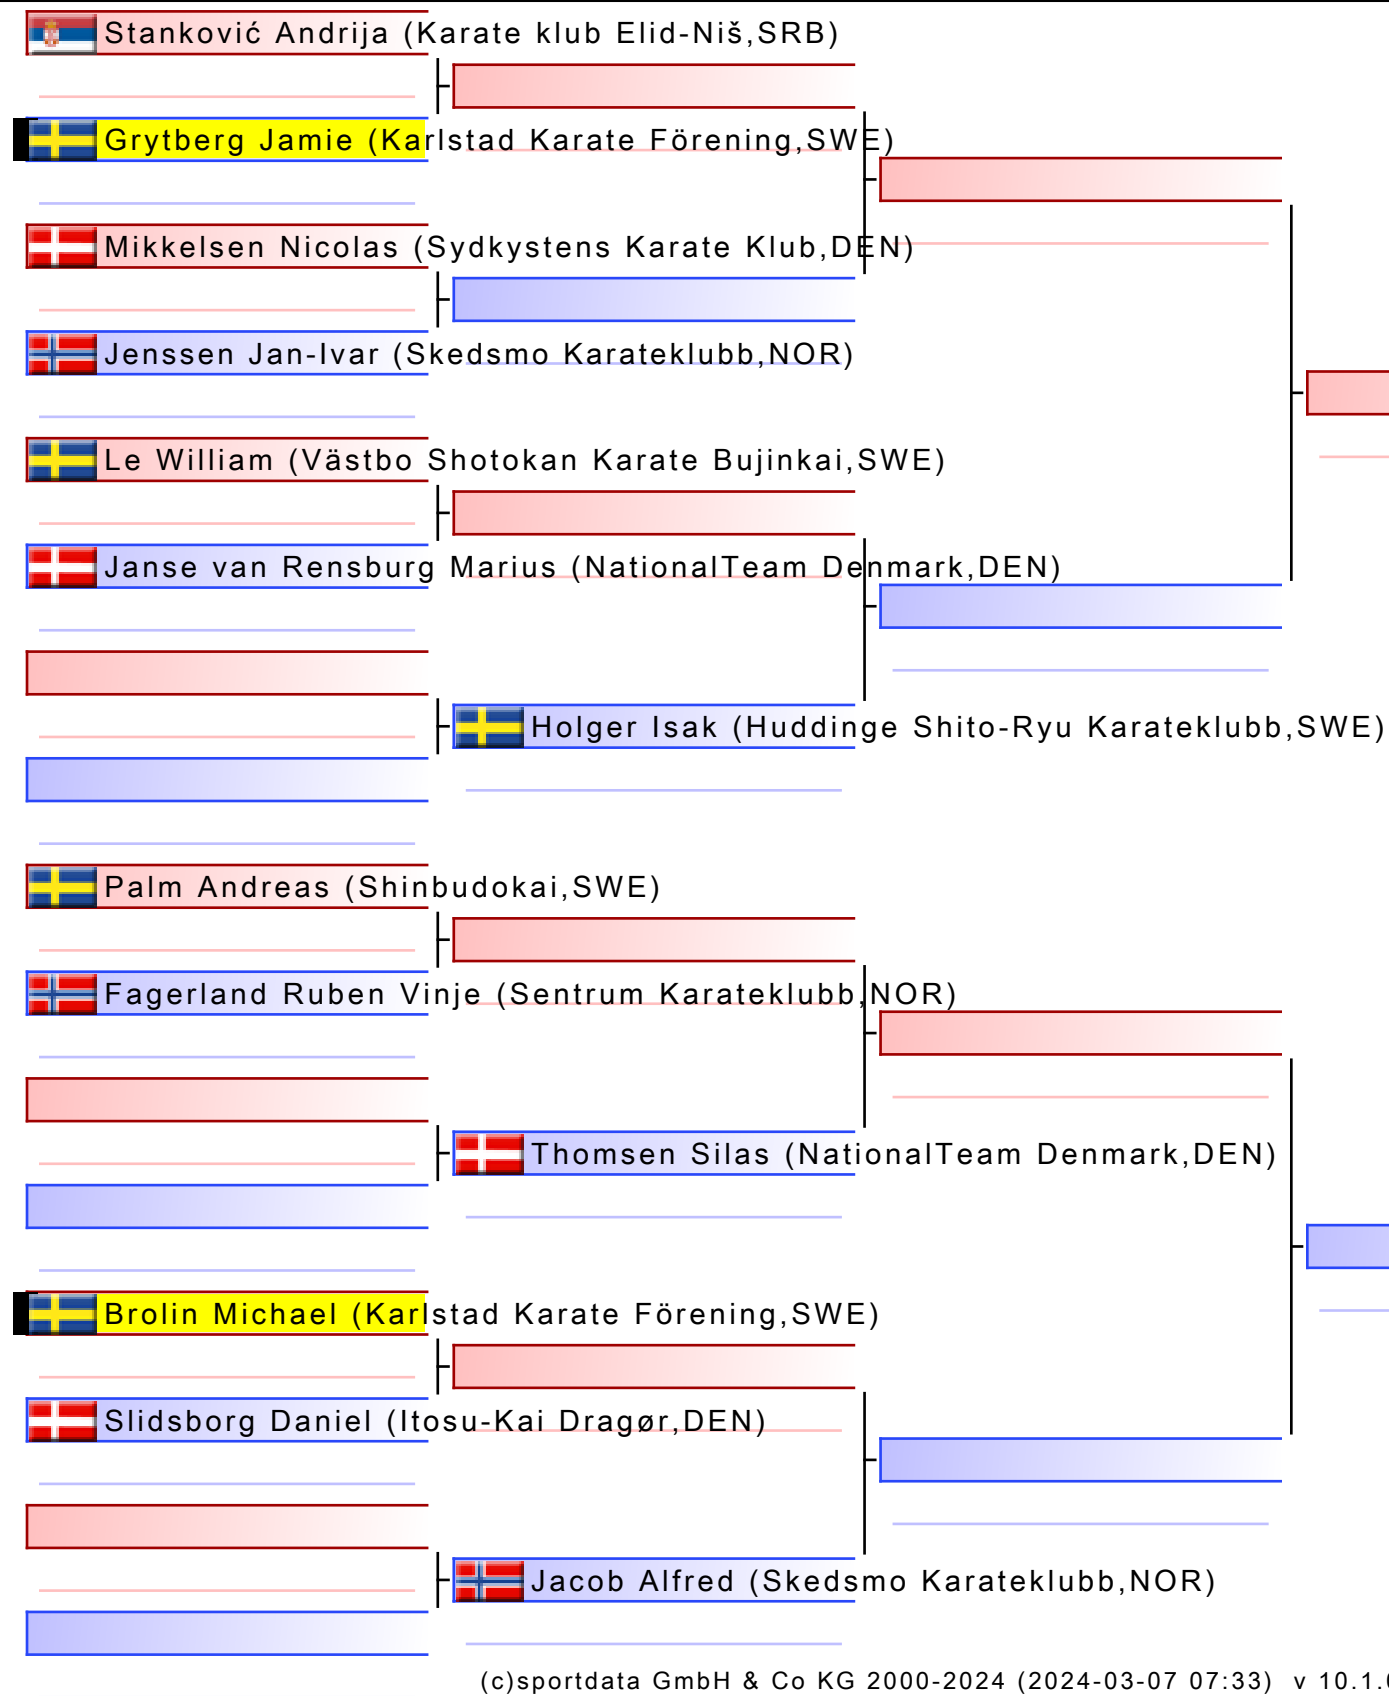 Stanković Andrija (Karate klub Elid-Niš,SRB)
Grytberg Jamie (Karlstad Karate Förening,SWE)
Mikkelsen Nicolas (Sydkystens Karate Klub,DEN)
Jenssen Jan-Ivar (Skedsmo Karateklubb,NOR)
Le William (Västbo Shotokan Karate Bujinkai,SWE)
Janse van Rensburg Marius (NationalTeam Denmark,DEN)
Holger Isak (Huddinge Shito-Ryu Karateklubb,SWE)
Palm Andreas (Shinbudokai,SWE)
Fagerland Ruben Vinje (Sentrum Karateklubb,NOR)
Thomsen Silas (NationalTeam Denmark,DEN)
Brolin Michael (Karlstad Karate Förening,SWE)
Slidsborg Daniel (Itosu-Kai Dragør,DEN)
Jacob Alfred (Skedsmo Karateklubb,NOR)
(c)sportdata GmbH & Co KG 2000-2024 (2024-03-07 07:33) v 10.1.